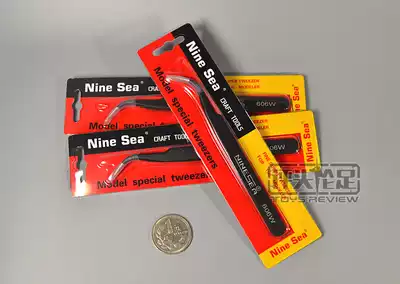 Nine Sea
CRAFT TOOLS
606W
Model special tweezers
Nine Sea
CRAFT TOOLS
Model special tweezers
Nine Sea
CRAFT TOOLS
Model special tweezers
NINESEA
606W
Nine Sea
TOYS REVIEW